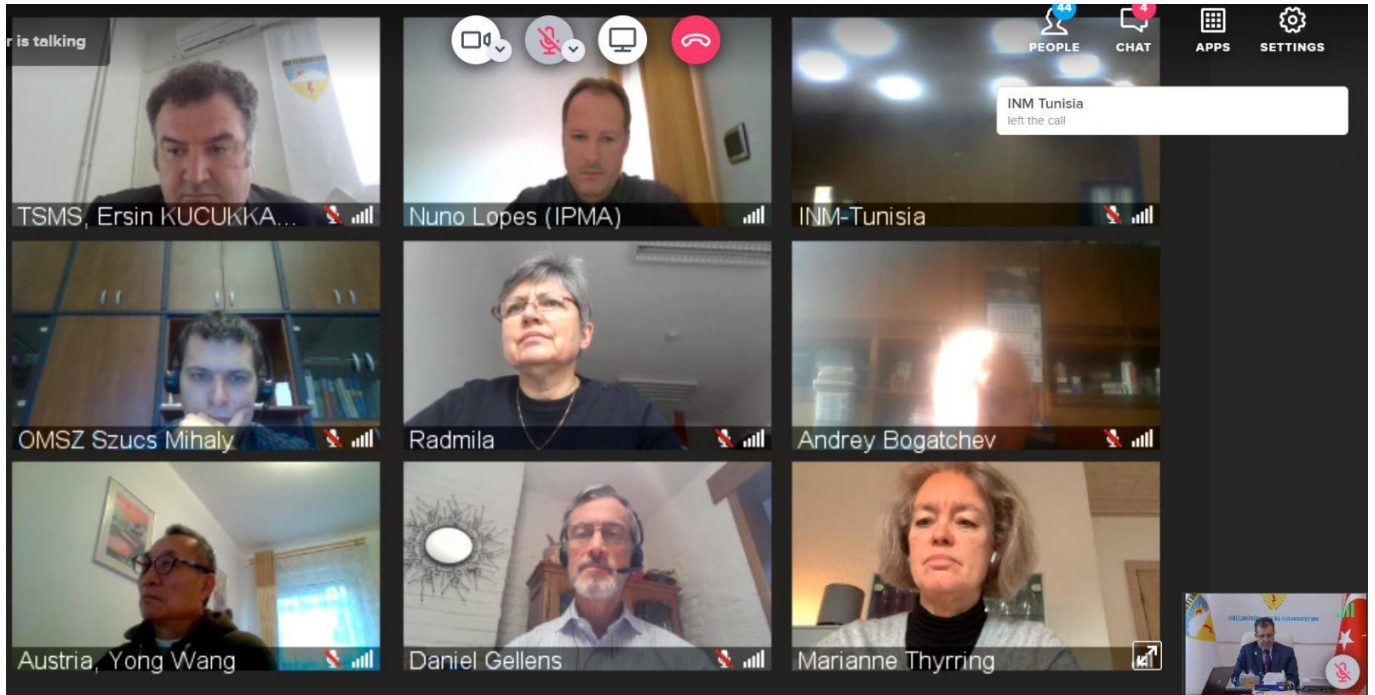 r is talking
44
4
PEOPLE
CHAT
APPS
SETTINGS
INM Tunisia
left the call
TSMS, Ersin KUCUKKA...
Nuno Lopes (IPMA)
INM-Tunisia
OMSZ Szucs Mihaly
Radmila
Andrey Bogatchev
Austria, Yong Wang
Daniel Gellens
Marianne Thyrring